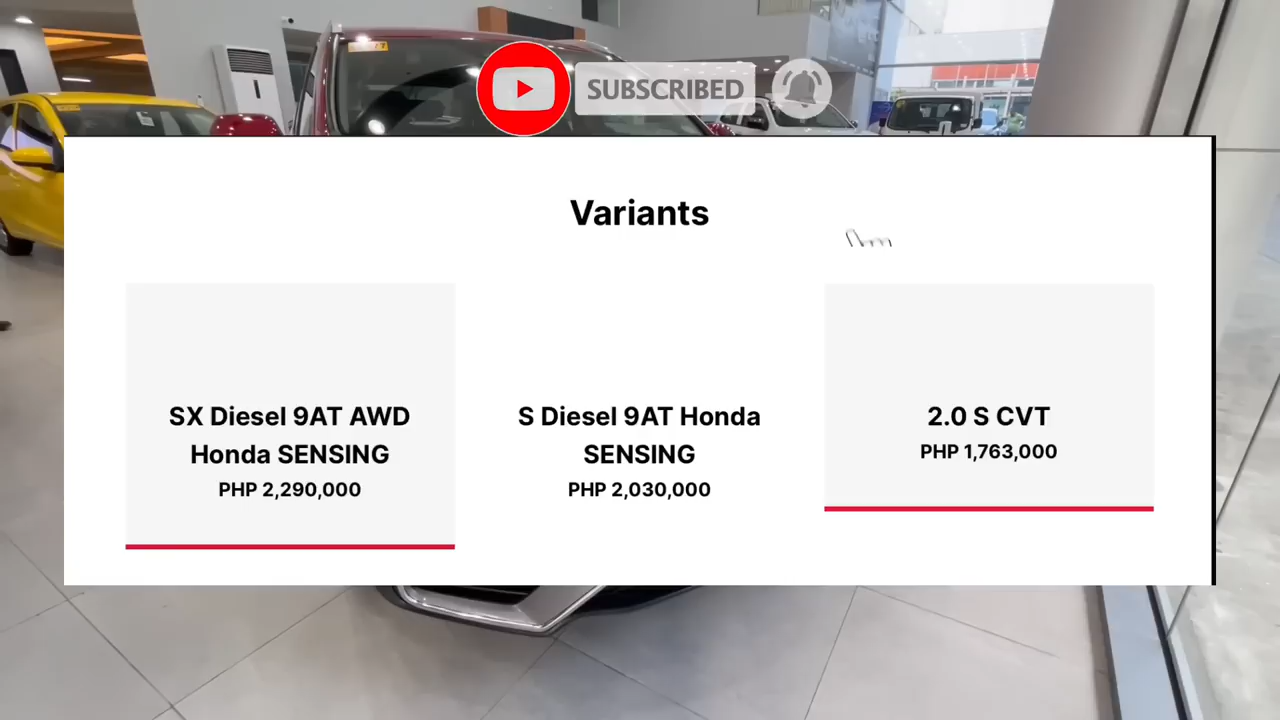 SUBSCRIBED
Variants
SX Diesel 9AT AWD
Honda SENSING
PHP 2,290,000
S Diesel 9AT Honda
SENSING
PHP 2,030,000
2.0 S CVT
PHP 1,763,000